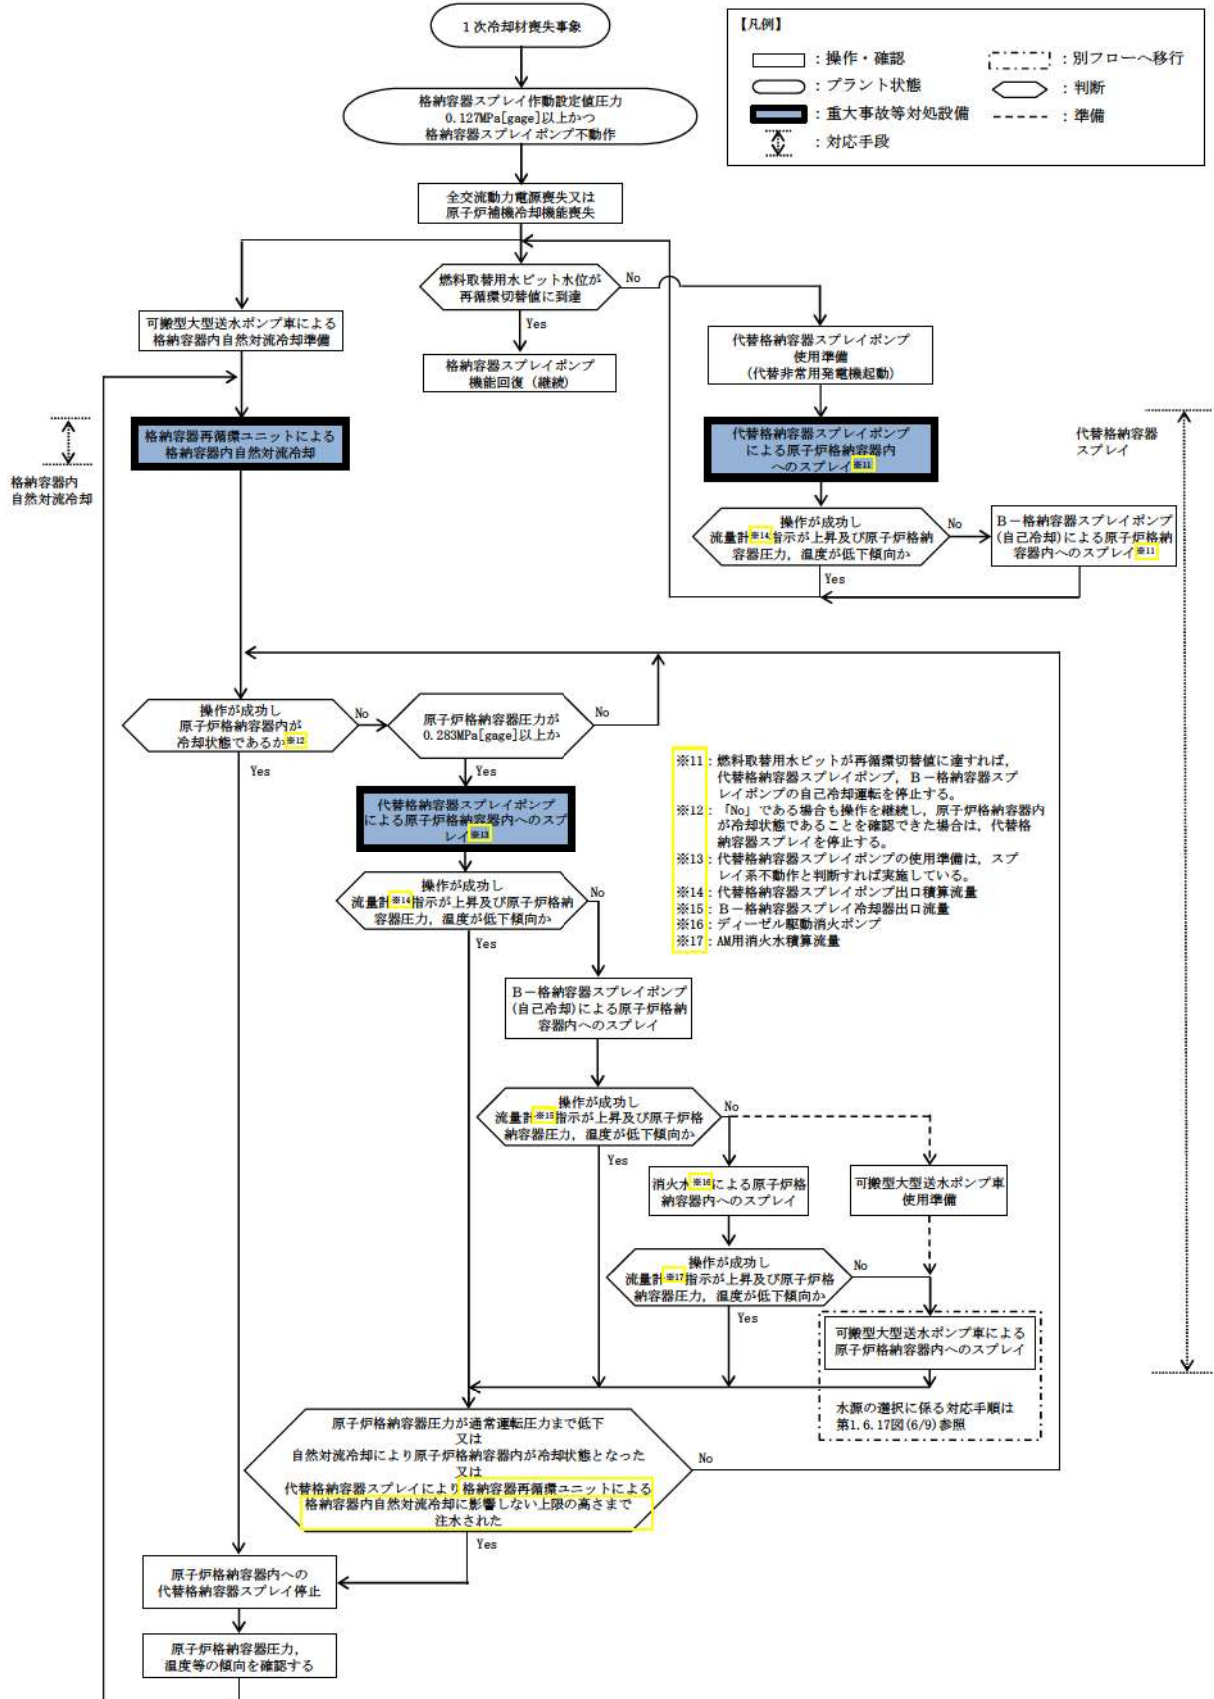 １次冷却材喪失事象
格納容器スプレイ作動設定値圧力
0.127MPa[gage]以上かつ
格納容器スプレイポンプ不動作
全交流動力電源喪失又は
原子炉補機冷却機能喪失
【凡例】
：操作・確認
：別フローへ移行
：プラント状態
：判断
：重大事故等対処設備
：準備
：対応手段
燃料取替用水ピット水位が
再循環切替値に到達
No
Yes
可搬型大型送水ポンプ車による
格納容器内自然対流冷却準備
格納容器スプレイポンプ
機能回復（継続）
代替格納容器スプレイポンプ
使用準備
（代替非常用発電機起動）
格納容器再循環ユニットによる
格納容器内自然対流冷却
格納容器内
自然対流冷却
代替格納容器スプレイポンプ
による原子炉格納容器内
へのスプレイ※11
代替格納容器
スプレイ
操作が成功し
流量計※14指示が上昇及び原子炉格納
容器圧力，温度が低下傾向か
No
Yes
Ｂ－格納容器スプレイポンプ
(自己冷却)による原子炉格納
容器内へのスプレイ※11
操作が成功し
原子炉格納容器内が
冷却状態であるか※12
No
Yes
原子炉格納容器圧力が
0.283MPa[gage]以上か
No
Yes
代替格納容器スプレイポンプ
による原子炉格納容器内へのスプ
レイ※13
※11：燃料取替用水ピットが再循環切替値に達すれば，
代替格納容器スプレイポンプ，Ｂ－格納容器スプ
レイポンプの自己冷却運転を停止する。
※12：「No」である場合も操作を継続し，原子炉格納容器内
が冷却状態であることを確認できた場合は，代替格
納容器スプレイを停止する。
※13：代替格納容器スプレイポンプの使用準備は，スプ
レイ系不動作と判断すれば実施している。
※14：代替格納容器スプレイポンプ出口積算流量
※15：Ｂ－格納容器スプレイ冷却器出口流量
※16：ディーゼル駆動消火ポンプ
※17：AM用消火水積算流量
操作が成功し
流量計※14指示が上昇及び原子炉格納
容器圧力，温度が低下傾向か
No
Yes
Ｂ－格納容器スプレイポンプ
(自己冷却)による原子炉格納
容器内へのスプレイ
操作が成功し
流量計※15指示が上昇及び原子炉格
納容器圧力，温度が低下傾向か
No
Yes
消火水※16による原子炉格
納容器内へのスプレイ
可搬型大型送水ポンプ車
使用準備
操作が成功し
流量計※17指示が上昇及び原子炉格
納容器圧力，温度が低下傾向か
No
Yes
可搬型大型送水ポンプ車による
原子炉格納容器内へのスプレイ
水源の選択に係る対応手順は
第1.6.17図(6/9)参照
原子炉格納容器圧力が通常運転圧力まで低下
又は
自然対流冷却により原子炉格納容器内が冷却状態となった
又は
代替格納容器スプレイにより格納容器再循環ユニットによる
格納容器内自然対流冷却に影響しない上限の高さまで
注水された
No
Yes
原子炉格納容器内への
代替格納容器スプレイ停止
原子炉格納容器圧力，
温度等の傾向を確認する